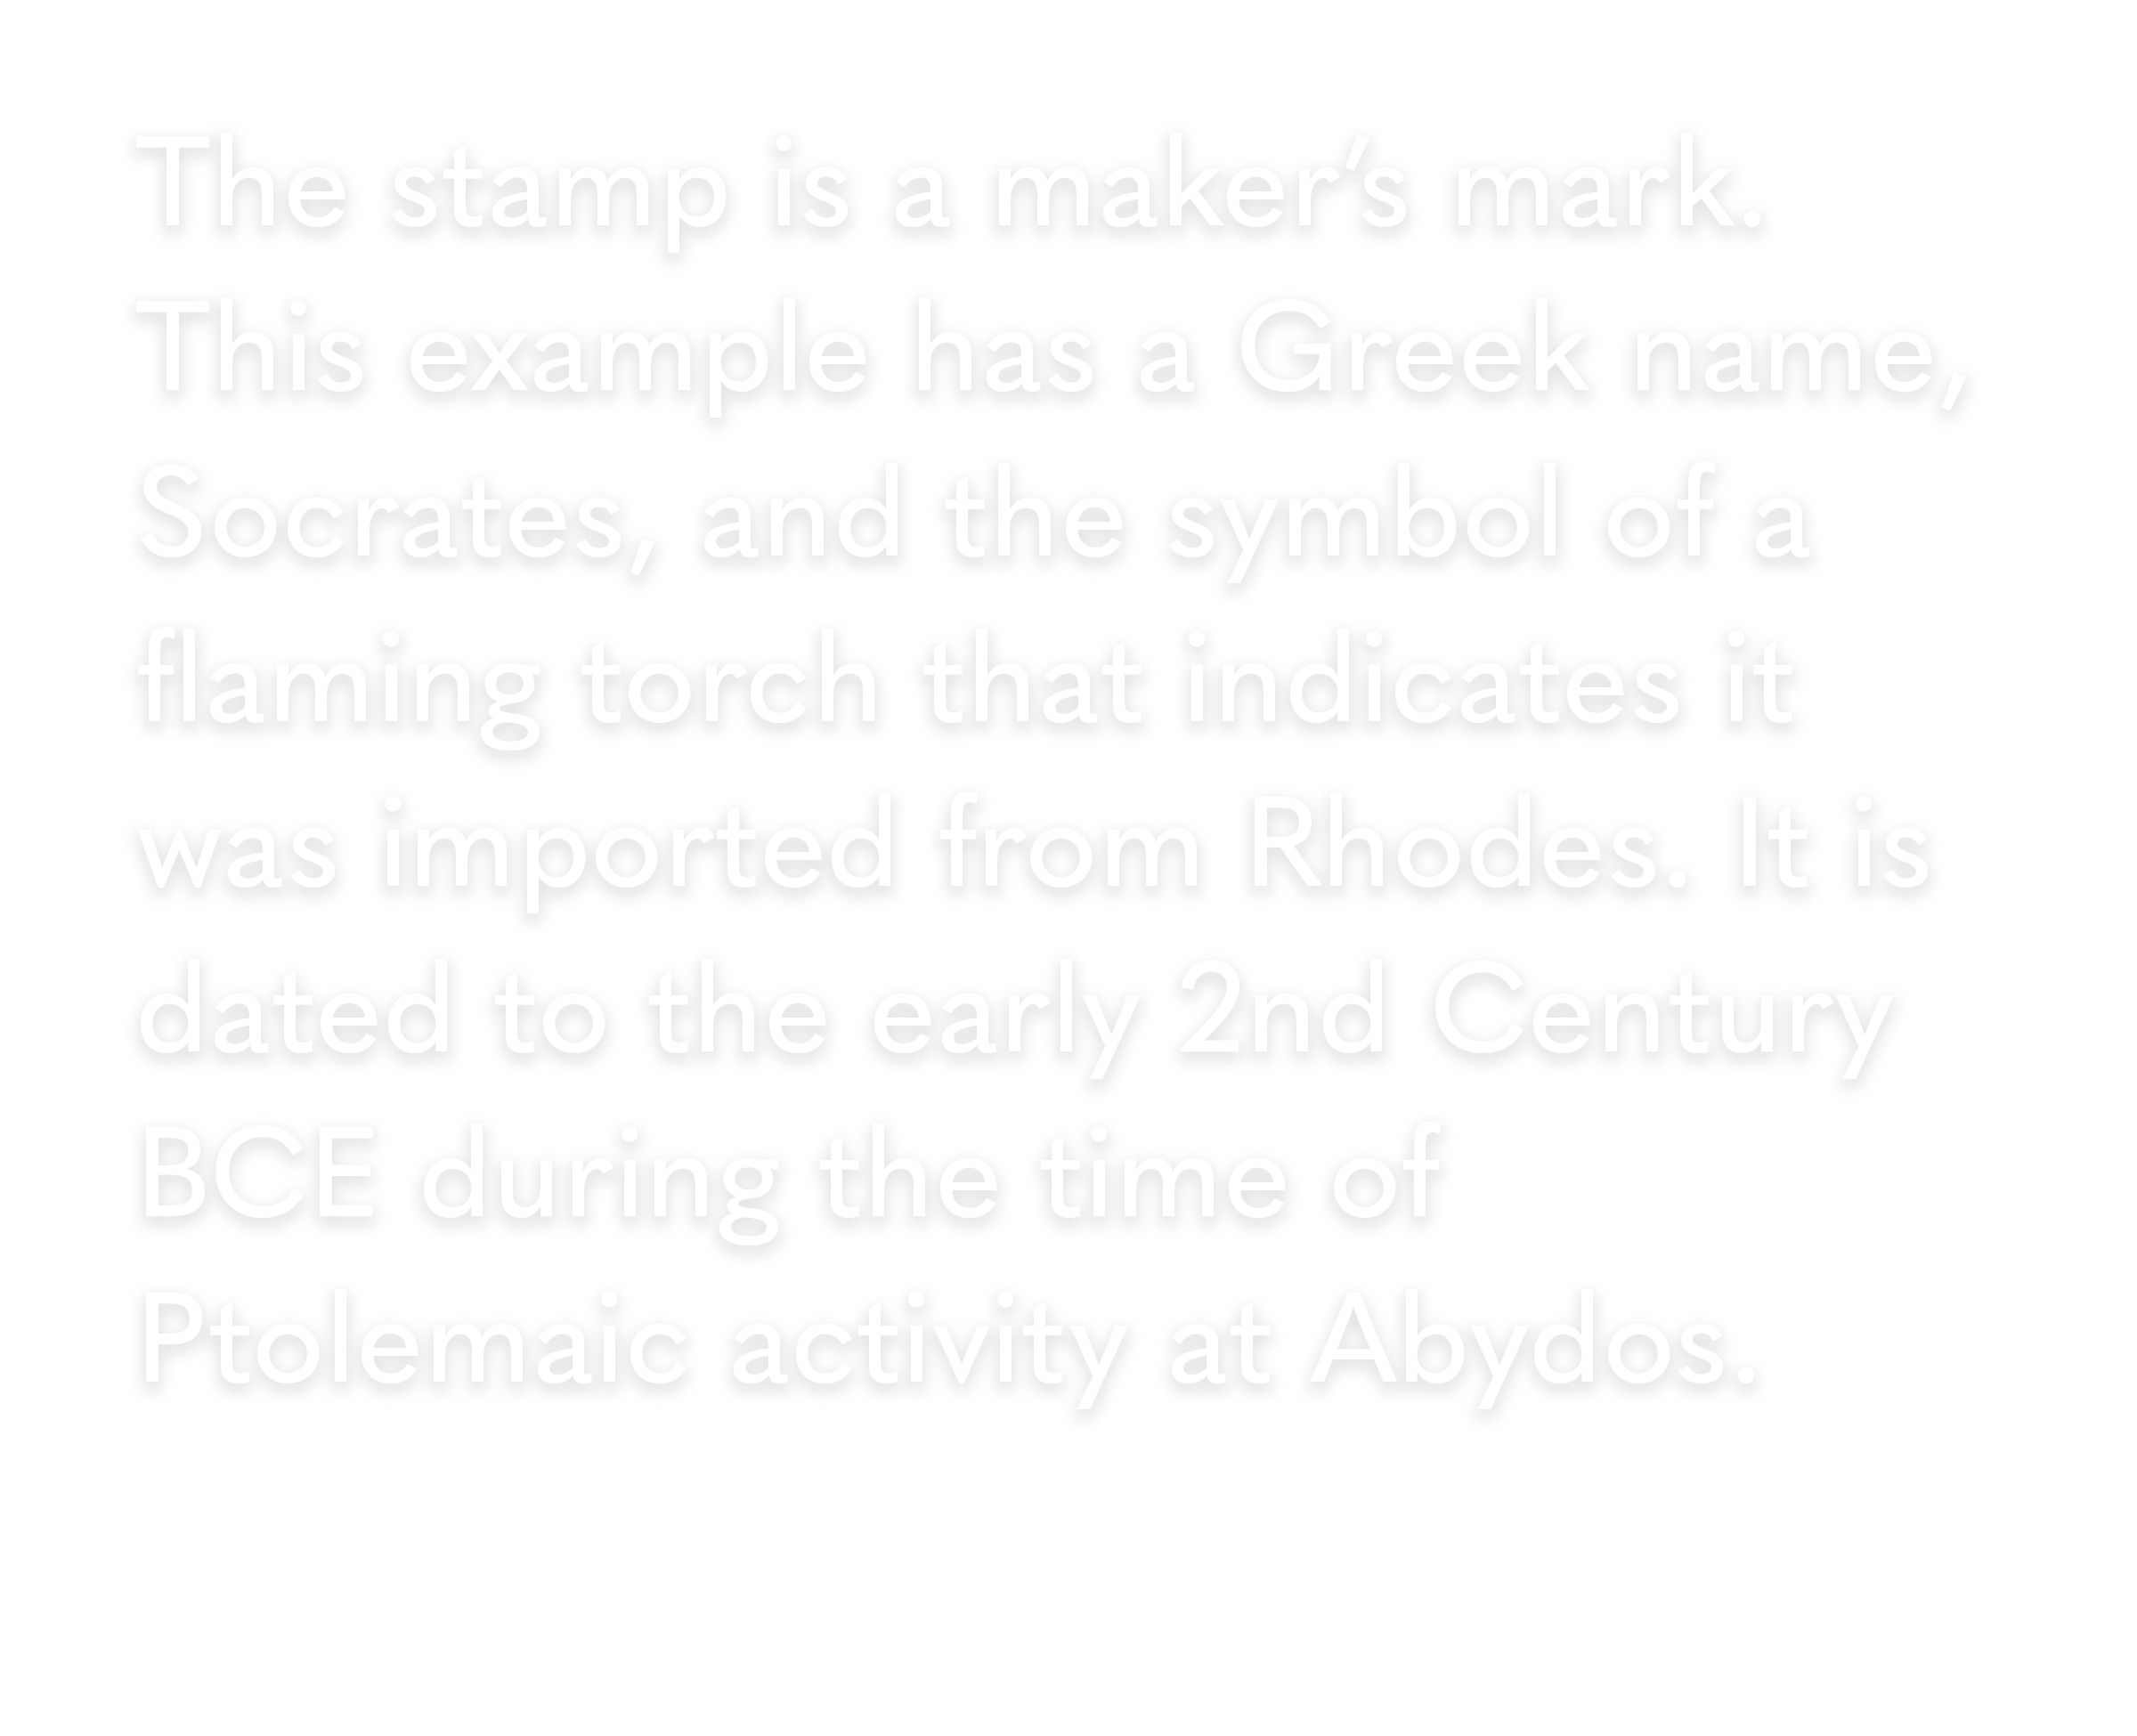 The stamp is a maker’s mark.
This example has a Greek name,
Socrates, and the symbol of a
flaming torch that indicates it
was imported from Rhodes. It is
dated to the early 2nd Century
BCE during the time of
Ptolemaic activity at Abydos.